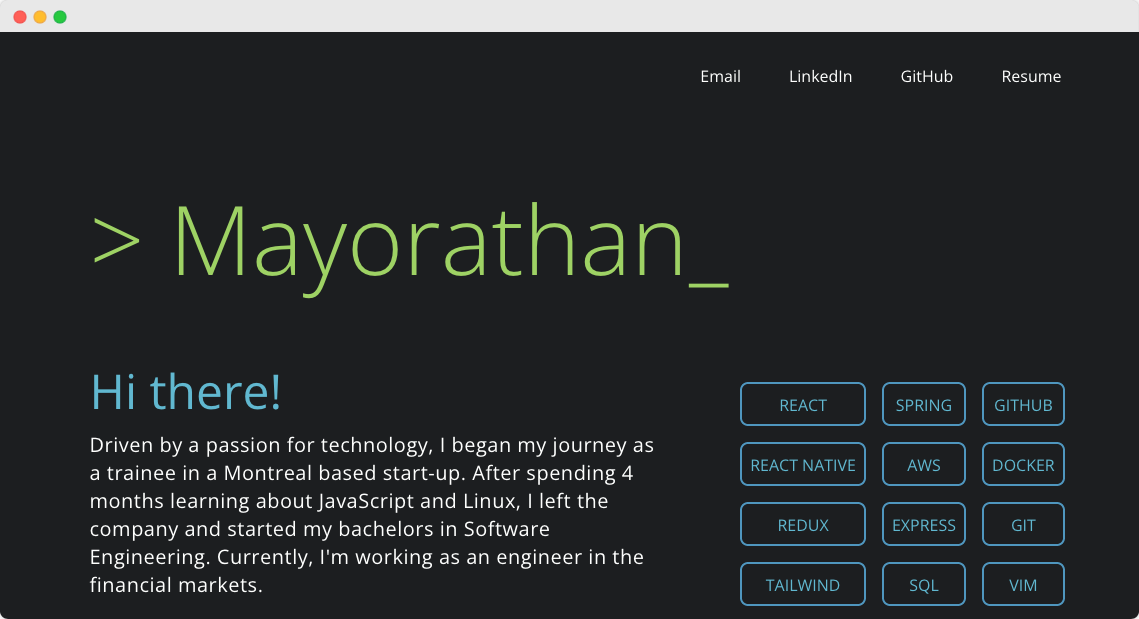 Email LinkedIn GitHub Resume
> Mayorathan_
Hi there!
Driven by a passion for technology, I began my journey as
a trainee in a Montreal based start-up. After spending 4
months learning about JavaScript and Linux, I left the
company and started my bachelors in Software
Engineering. Currently, I'm working as an engineer in the
financial markets.
REACT SPRING GITHUB
REACT NATIVE AWS DOCKER
REDUX EXPRESS GIT
TAILWIND SQL VIM